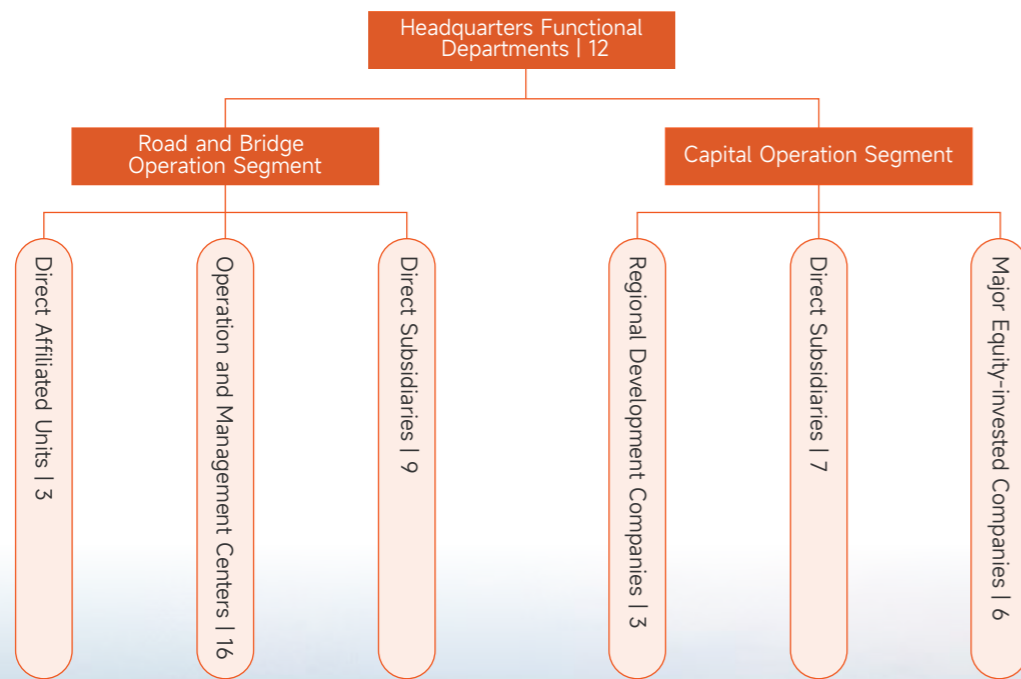 Headquarters Functional
Departments | 12
Road and Bridge
Operation Segment
Capital Operation Segment
Direct Affiliated Units | 3
Operation and Management Centers | 16
Direct Subsidiaries | 9
Regional Development Companies | 3
Direct Subsidiaries | 7
Major Equity-invested Companies | 6